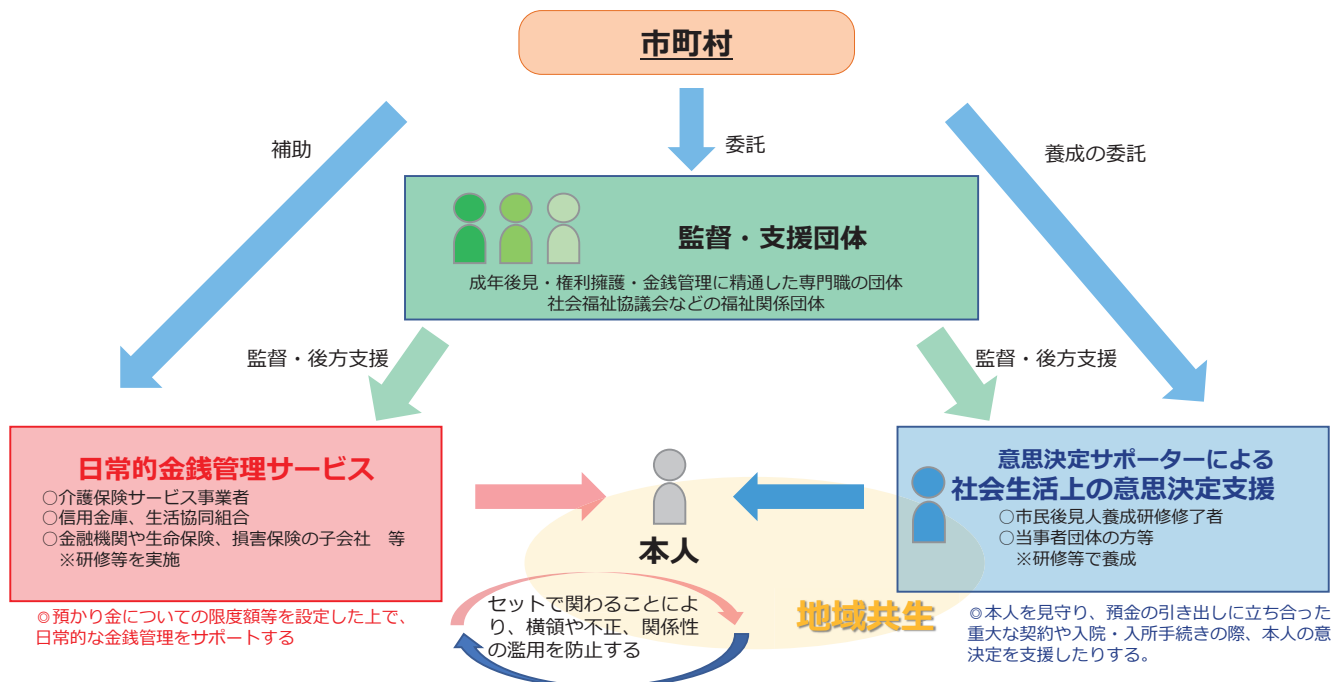 市町村
補助
委託
養成の委託
監督・支援団体
成年後見・権利擁護・金銭管理に精通した専門職の団体
社会福祉協議会などの福祉関係団体
監督・後方支援
監督・後方支援
日常的金銭管理サービス
○介護保険サービス事業者
○信用金庫、生活協同組合
○金融機関や生命保険、損害保険の子会社　等
※研修等を実施
◎預かり金についての限度額等を設定した上で、
日常的な金銭管理をサポートする
本人
セットで関わることによ
り、横領や不正、関係性
の濫用を防止する
地域共生
意思決定サポーターによる
社会生活上の意思決定支援
○市民後見人養成研修修了者
○当事者団体の方等
※研修等で養成
◎本人を見守り、預金の引き出しに立ち合った
重大な契約や入院・入所手続きの際、本人の意
決定を支援したりする。